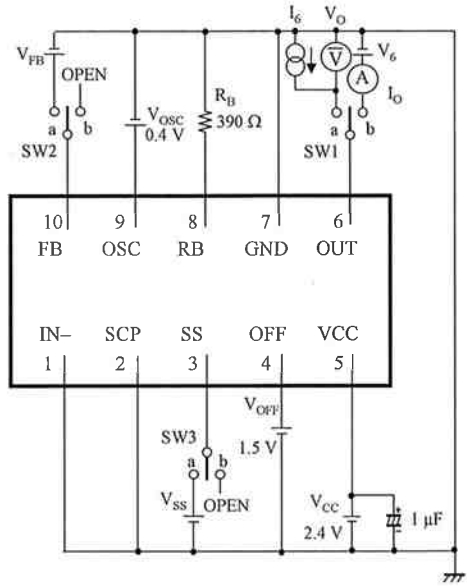 I6 VO
VFB
OPEN
V6
A
V
IO
RB
390 Ω
VOSC
0.4 V
a b
SW2
a b
SW1
10 9 8 7 6
FB OSC RB GND OUT
IN– SCP SS OFF VCC
1 2 3 4 5
VOFF
1.5 V
SW3
a b
VSS OPEN
VCC
2.4 V
+
1 µF